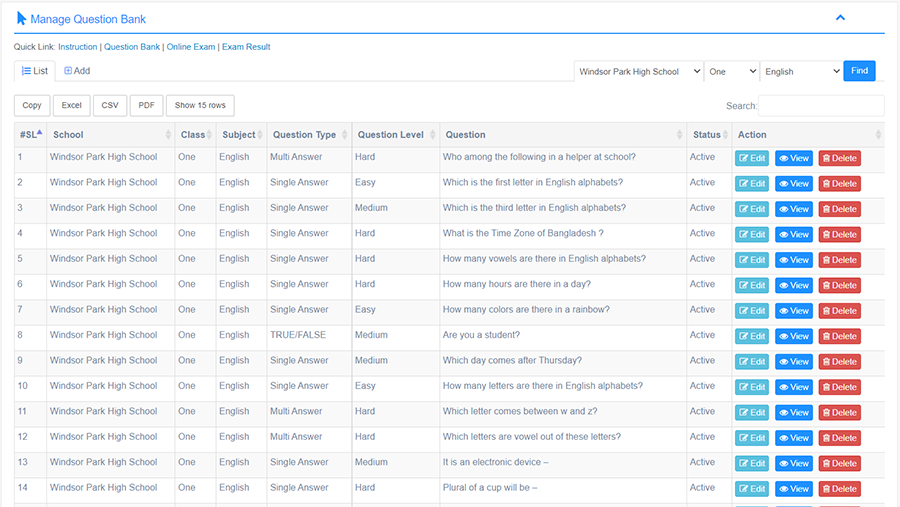 Manage Question Bank
Quick Link: Instruction | Question Bank | Online Exam | Exam Result
List Add Windsor Park High School One English Find
Copy Excel CSV PDF Show 15 rows Search:
#SL School Class Subject Question Type Question Level Question Status Action
1 Windsor Park High School One English Multi Answer Hard Who among the following in a helper at school? Active Edit View Delete
2 Windsor Park High School One English Single Answer Easy Which is the first letter in English alphabets? Active Edit View Delete
3 Windsor Park High School One English Single Answer Medium Which is the third letter in English alphabets? Active Edit View Delete
4 Windsor Park High School One English Single Answer Hard What is the Time Zone of Bangladesh ? Active Edit View Delete
5 Windsor Park High School One English Single Answer Hard How many vowels are there in English alphabets? Active Edit View Delete
6 Windsor Park High School One English Single Answer Hard How many hours are there in a day? Active Edit View Delete
7 Windsor Park High School One English Single Answer Easy How many colors are there in a rainbow? Active Edit View Delete
8 Windsor Park High School One English TRUE/FALSE Medium Are you a student? Active Edit View Delete
9 Windsor Park High School One English Single Answer Medium Which day comes after Thursday? Active Edit View Delete
10 Windsor Park High School One English Single Answer Easy How many letters are there in English alphabets? Active Edit View Delete
11 Windsor Park High School One English Multi Answer Hard Which letter comes between w and z? Active Edit View Delete
12 Windsor Park High School One English Multi Answer Hard Which letters are vowel out of these letters? Active Edit View Delete
13 Windsor Park High School One English Single Answer Medium It is an electronic device – Active Edit View Delete
14 Windsor Park High School One English Single Answer Hard Plural of a cup will be – Active Edit View Delete